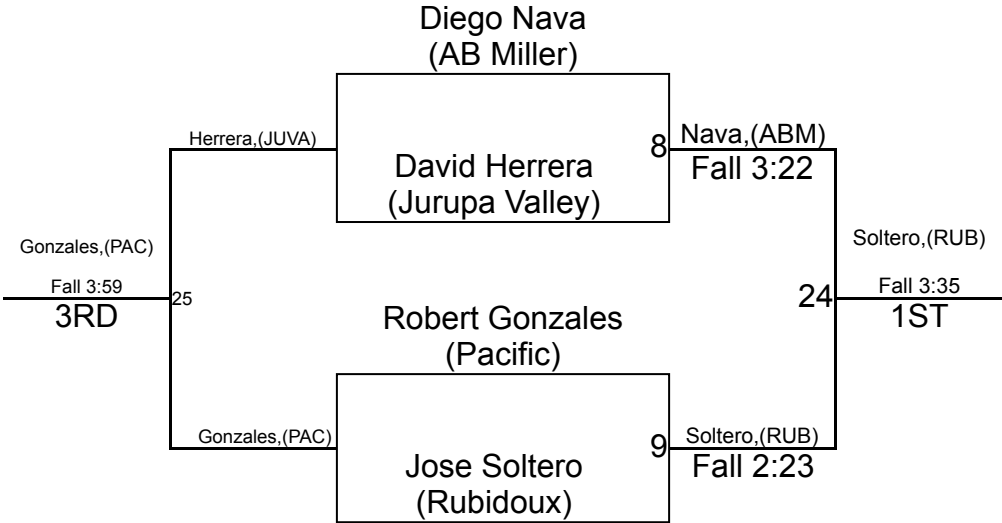 Diego Nava
(AB Miller)
Herrera,(JUVA)
8
Nava,(ABM)
David Herrera
Fall 3:22
(Jurupa Valley)
Gonzales,(PAC)
Soltero,(RUB)
Fall 3:59
25
24
Fall 3:35
3RD
1ST
Robert Gonzales
(Pacific)
Gonzales,(PAC)
9
Soltero,(RUB)
Jose Soltero
Fall 2:23
(Rubidoux)